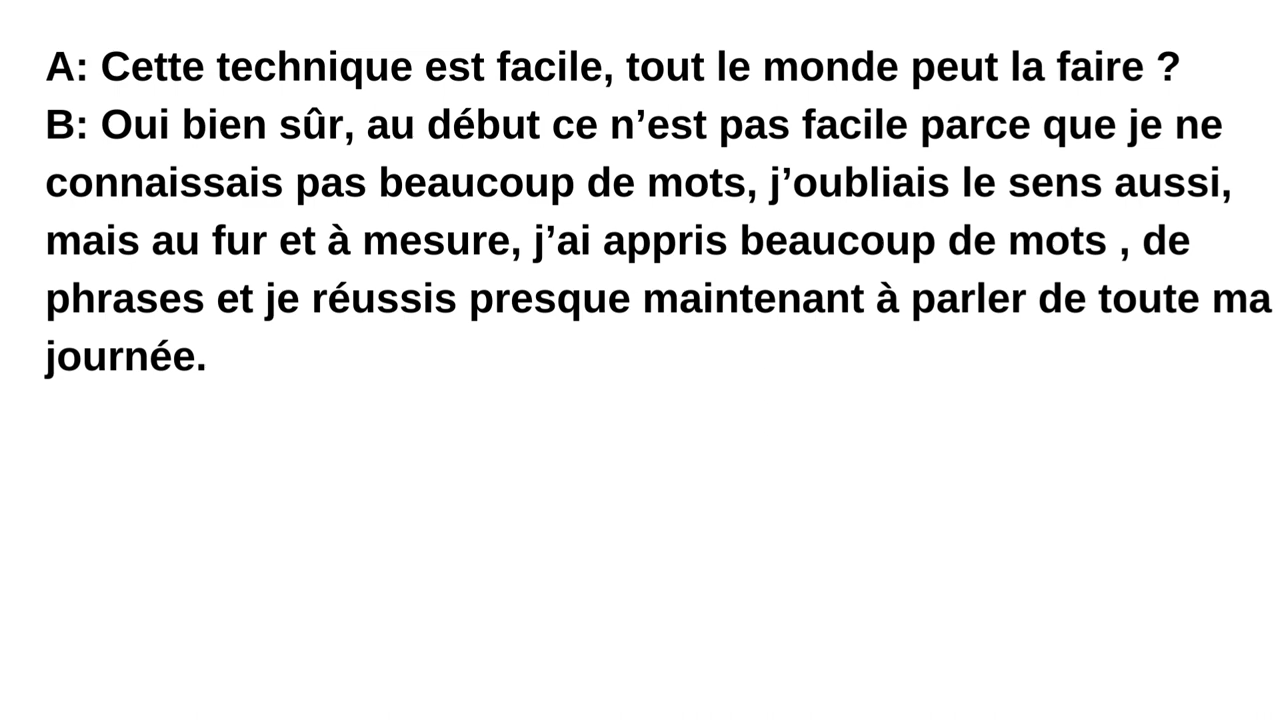 A: Cette technique est facile, tout le monde peut la faire ?
B: Oui bien sûr, au début ce n’est pas facile parce que je ne
connaissais pas beaucoup de mots, j’oubliais le sens aussi,
mais au fur et à mesure, j’ai appris beaucoup de mots , de
phrases et je réussis presque maintenant à parler de toute ma
journée.